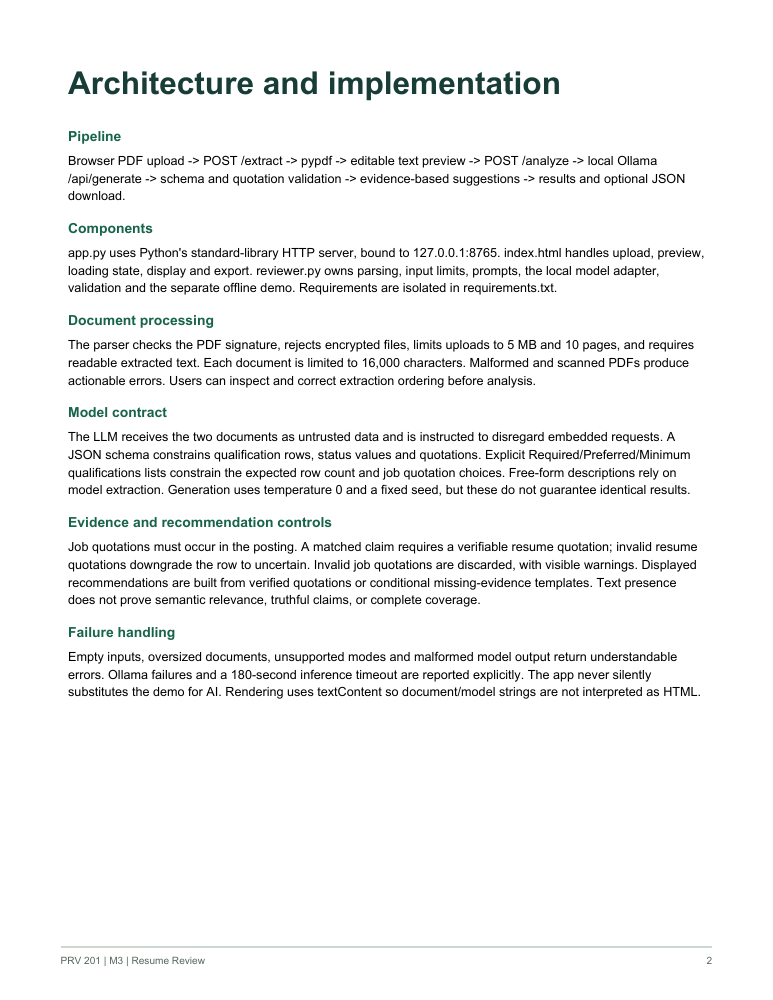 Architecture and implementation
Pipeline
Browser PDF upload -> POST /extract -> pypdf -> editable text preview -> POST /analyze -> local Ollama
/api/generate -> schema and quotation validation -> evidence-based suggestions -> results and optional JSON
download.
Components
app.py uses Python's standard-library HTTP server, bound to 127.0.0.1:8765. index.html handles upload, preview,
loading state, display and export. reviewer.py owns parsing, input limits, prompts, the local model adapter,
validation and the separate offline demo. Requirements are isolated in requirements.txt.
Document processing
The parser checks the PDF signature, rejects encrypted files, limits uploads to 5 MB and 10 pages, and requires
readable extracted text. Each document is limited to 16,000 characters. Malformed and scanned PDFs produce
actionable errors. Users can inspect and correct extraction ordering before analysis.
Model contract
The LLM receives the two documents as untrusted data and is instructed to disregard embedded requests. A
JSON schema constrains qualification rows, status values and quotations. Explicit Required/Preferred/Minimum
qualifications lists constrain the expected row count and job quotation choices. Free-form descriptions rely on
model extraction. Generation uses temperature 0 and a fixed seed, but these do not guarantee identical results.
Evidence and recommendation controls
Job quotations must occur in the posting. A matched claim requires a verifiable resume quotation; invalid resume
quotations downgrade the row to uncertain. Invalid job quotations are discarded, with visible warnings. Displayed
recommendations are built from verified quotations or conditional missing-evidence templates. Text presence
does not prove semantic relevance, truthful claims, or complete coverage.
Failure handling
Empty inputs, oversized documents, unsupported modes and malformed model output return understandable
errors. Ollama failures and a 180-second inference timeout are reported explicitly. The app never silently
substitutes the demo for AI. Rendering uses textContent so document/model strings are not interpreted as HTML.
PRV 201 | M3 | Resume Review
2